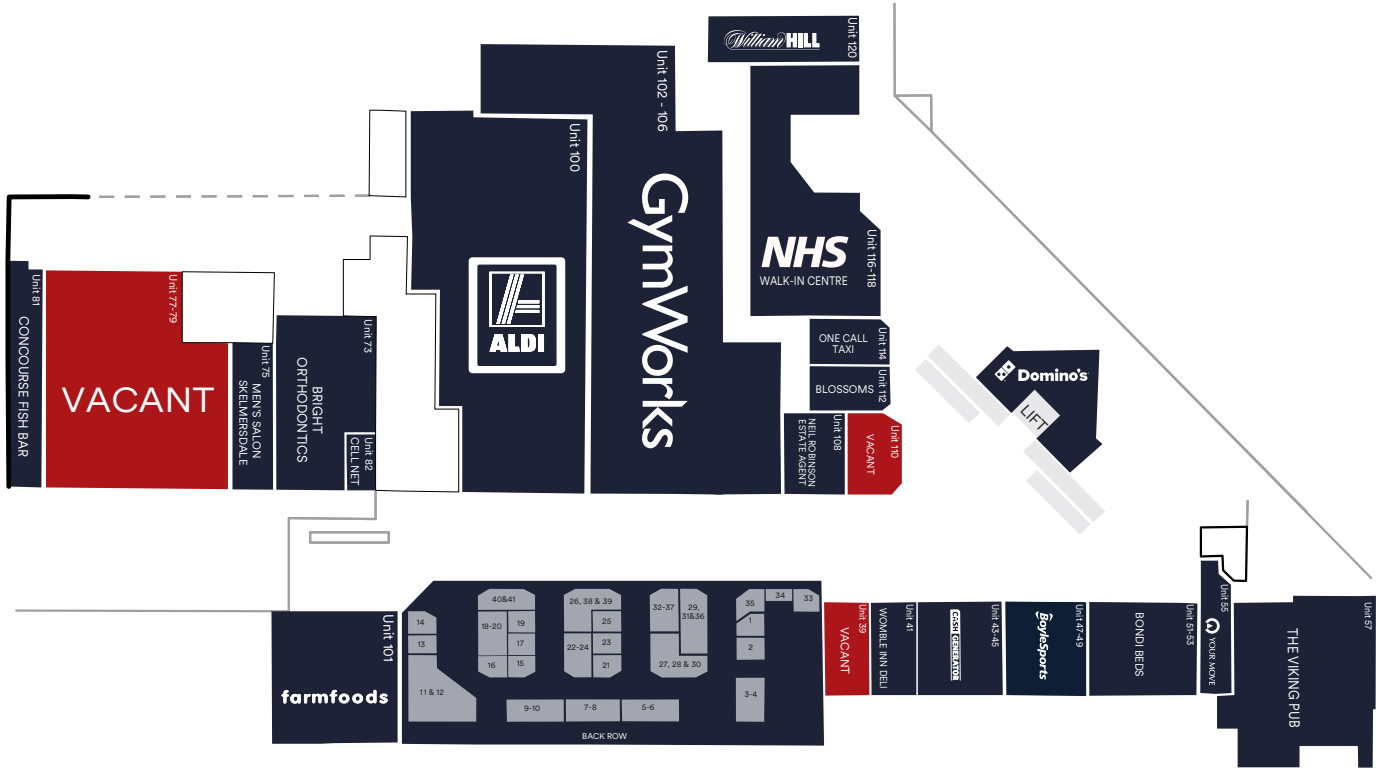 William HILL
Unit 120
Unit 102 - 106
GymWorks
Unit 100
ALDI
NHS
WALK-IN CENTRE
Unit 116-118
ONE CALL
TAXI
Unit 114
BLOSSOMS
Unit 112
NEIL ROBINSON
ESTATE AGENT
Unit 108
VACANT
Unit 110
Domino's
LIFT
Unit 81
CONCOURSE FISH BAR
Unit 77-79
VACANT
Unit 75
MEN'S SALON
SKELMERSDALE
Unit 73
BRIGHT
ORTHODONTICS
Unit 82
CELL NET
Unit 101
farmfoods
14
13
11 & 12
40&41
18-20
19
17
16
15
26, 38 & 39
25
22-24
23
21
32-37
29,
31&36
27, 28 & 30
35
34
33
1
2
3-4
9-10
7-8
5-6
BACK ROW
Unit 39
VACANT
Unit 41
WOMBLE INN DELI
Unit 43-45
CASH GENERATOR
Unit 47-49
BoyleSports
Unit 51-53
BONDI BEDS
Unit 55
YOUR MOVE
Unit 57
THE VIKING PUB